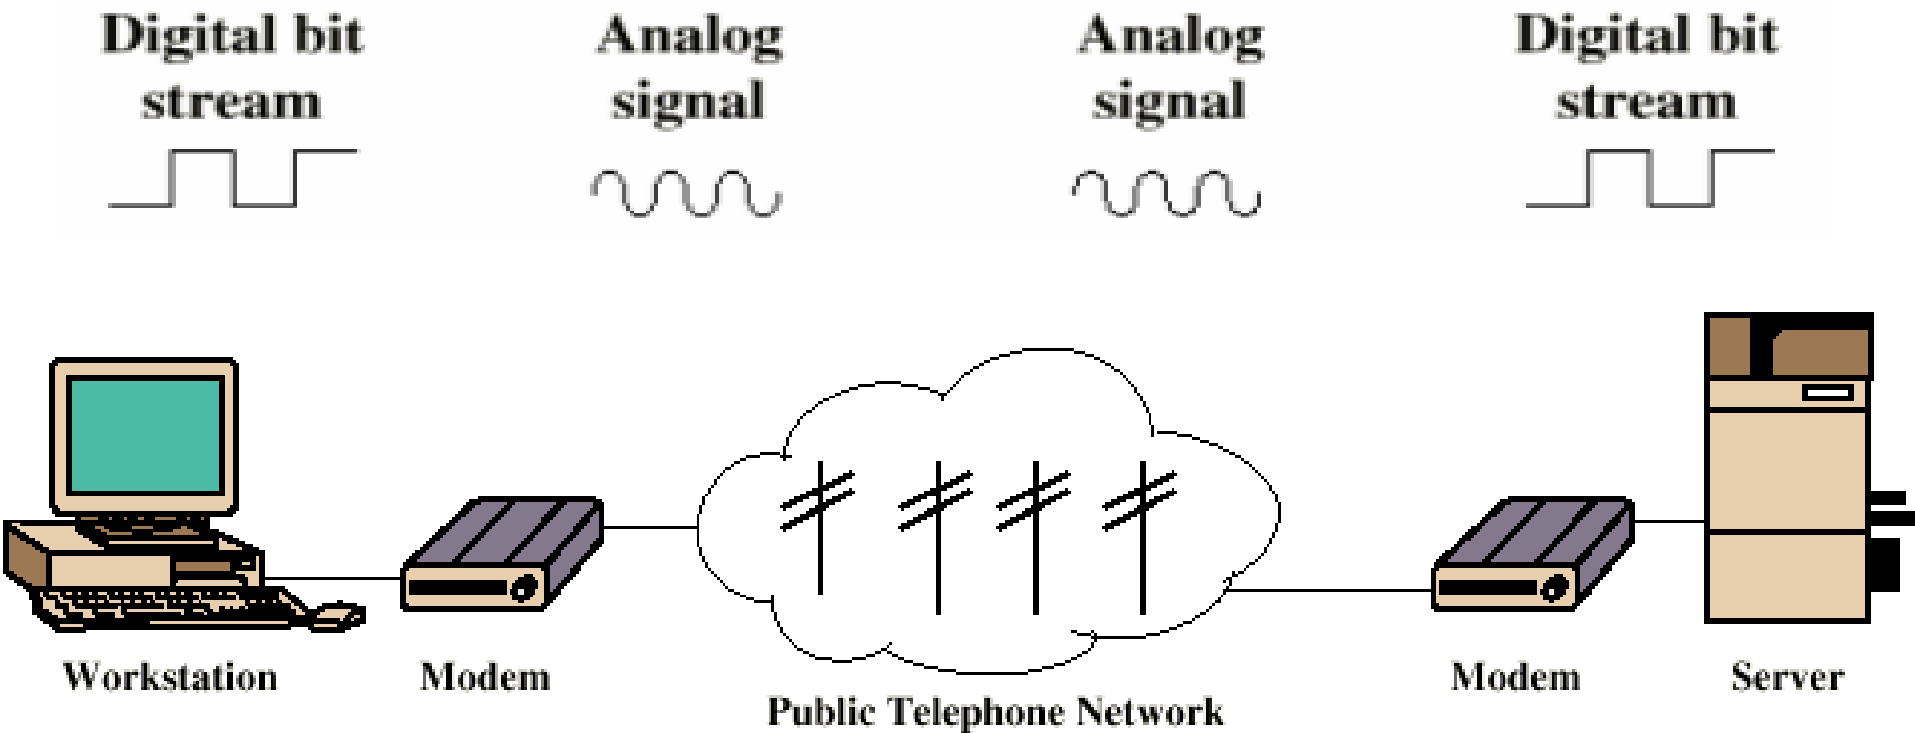 Digital bit
stream
Analog
signal
Analog
signal
Digital bit
stream
Workstation
Modem
Public Telephone Network
Modem
Server